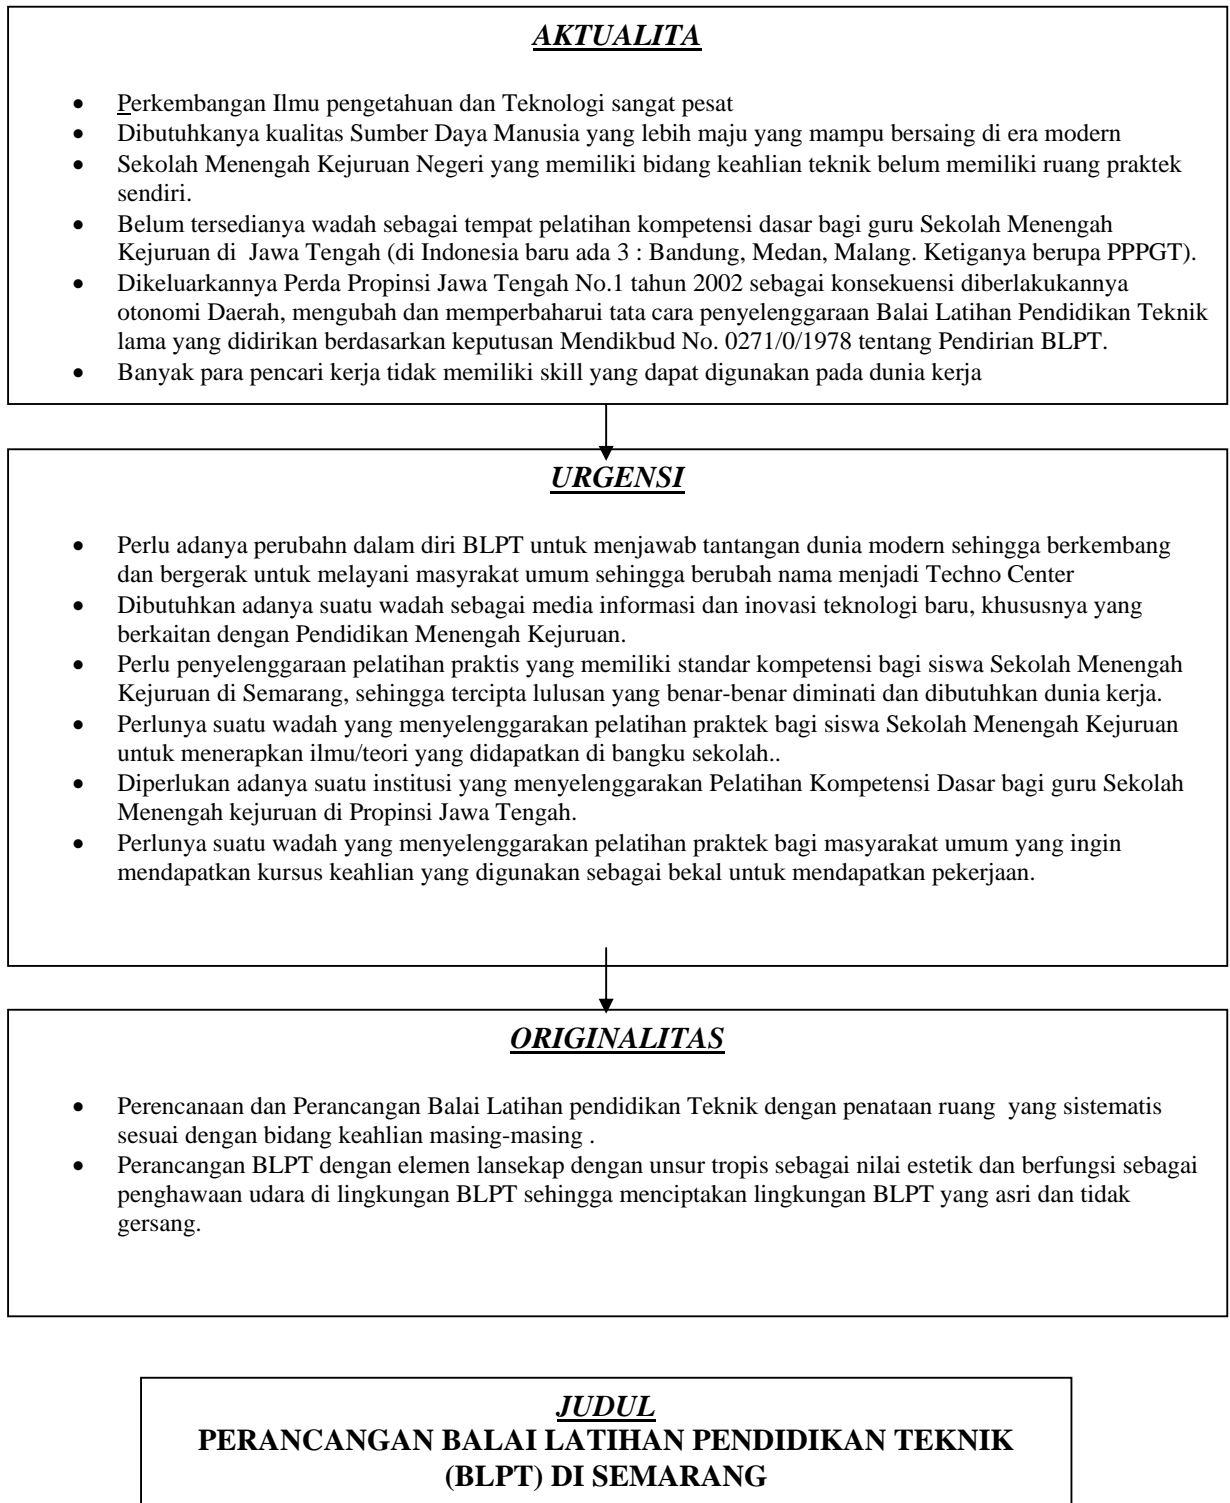 AKTUALITA
• Perkembangan Ilmu pengetahuan dan Teknologi sangat pesat
• Dibutuhkanya kualitas Sumber Daya Manusia yang lebih maju yang mampu bersaing di era modern
• Sekolah Menengah Kejuruan Negeri yang memiliki bidang keahlian teknik belum memiliki ruang praktek
sendiri.
• Belum tersedianya wadah sebagai tempat pelatihan kompetensi dasar bagi guru Sekolah Menengah
Kejuruan di Jawa Tengah (di Indonesia baru ada 3 : Bandung, Medan, Malang. Ketiganya berupa PPPGT).
• Dikeluarkannya Perda Propinsi Jawa Tengah No.1 tahun 2002 sebagai konsekuensi diberlakukannya
otonomi Daerah, mengubah dan memperbaharui tata cara penyelenggaraan Balai Latihan Pendidikan Teknik
lama yang didirikan berdasarkan keputusan Mendikbud No. 0271/0/1978 tentang Pendirian BLPT.
• Banyak para pencari kerja tidak memiliki skill yang dapat digunakan pada dunia kerja
URGENSI
• Perlu adanya perubahn dalam diri BLPT untuk menjawab tantangan dunia modern sehingga berkembang
dan bergerak untuk melayani masyrakat umum sehingga berubah nama menjadi Techno Center
• Dibutuhkan adanya suatu wadah sebagai media informasi dan inovasi teknologi baru, khususnya yang
berkaitan dengan Pendidikan Menengah Kejuruan.
• Perlu penyelenggaraan pelatihan praktis yang memiliki standar kompetensi bagi siswa Sekolah Menengah
Kejuruan di Semarang, sehingga tercipta lulusan yang benar-benar diminati dan dibutuhkan dunia kerja.
• Perlunya suatu wadah yang menyelenggarakan pelatihan praktek bagi siswa Sekolah Menengah Kejuruan
untuk menerapkan ilmu/teori yang didapatkan di bangku sekolah..
• Diperlukan adanya suatu institusi yang menyelenggarakan Pelatihan Kompetensi Dasar bagi guru Sekolah
Menengah kejuruan di Propinsi Jawa Tengah.
• Perlunya suatu wadah yang menyelenggarakan pelatihan praktek bagi masyarakat umum yang ingin
mendapatkan kursus keahlian yang digunakan sebagai bekal untuk mendapatkan pekerjaan.
ORIGINALITAS
• Perencanaan dan Perancangan Balai Latihan pendidikan Teknik dengan penataan ruang yang sistematis
sesuai dengan bidang keahlian masing-masing .
• Perancangan BLPT dengan elemen lansekap dengan unsur tropis sebagai nilai estetik dan berfungsi sebagai
penghawaan udara di lingkungan BLPT sehingga menciptakan lingkungan BLPT yang asri dan tidak
gersang.
JUDUL
PERANCANGAN BALAI LATIHAN PENDIDIKAN TEKNIK
(BLPT) DI SEMARANG